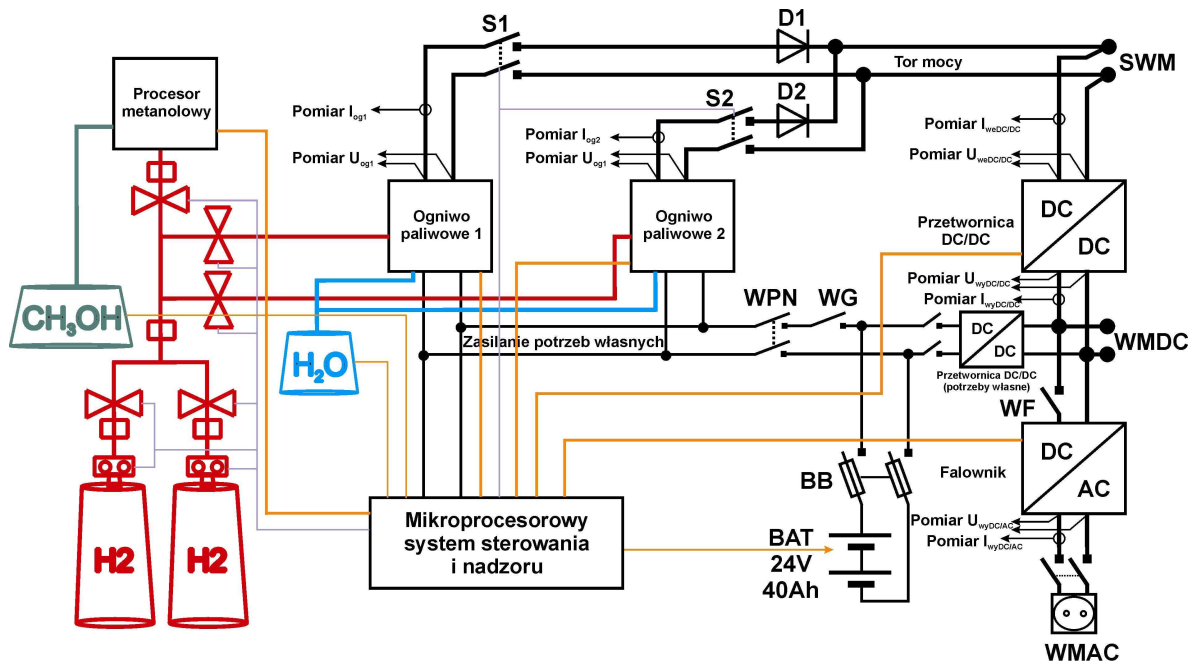 S1
D1
SWM
Tor mocy
Procesor
metanolowy
Pomiar Iog1
S2
D2
Pomiar Iog2
Pomiar IweDC/DC
Pomiar Uog1
Pomiar Uog1
Pomiar UweDC/DC
Ogniwo
paliwowe 1
Ogniwo
paliwowe 2
DC
DC
Przetwornica
DC/DC
Pomiar UwyDC/DC
Pomiar IwyDC/DC
CH3OH
H2O
WPN
WG
Zasilanie potrzeb własnych
DC
DC
WMDC
Przetwornica DC/DC
(potrzeby własne)
WF
DC
AC
Falownik
BB
Pomiar UwyDC/AC
Pomiar IwyDC/AC
Mikroprocesorowy
system sterowania
i nadzoru
BAT
24V
40Ah
H2
H2
WMAC